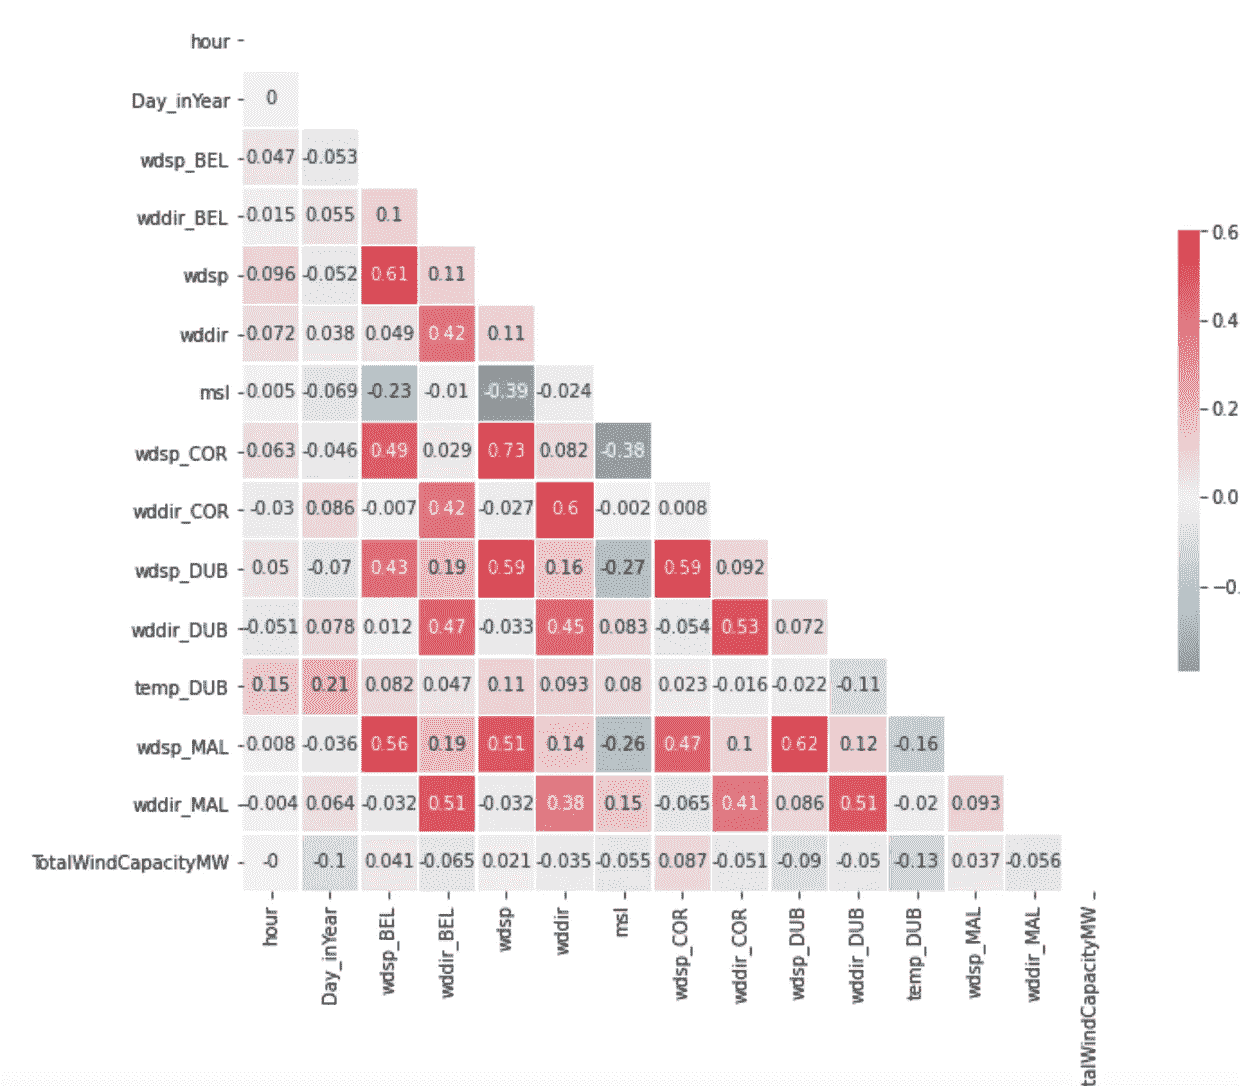 hour
Day_inYear 0
wdsp_BEL 0.047 -0.053
wddir_BEL 0.015 0.055 0.1
wdsp 0.096 -0.052 0.61 0.11
wddir 0.072 0.038 0.049 0.42 0.11
msl 0.005 -0.069 -0.23 -0.01 -0.39 -0.024
wdsp_COR 0.063 -0.046 0.49 0.029 0.73 0.082 -0.38
wddir_COR -0.03 0.086 -0.007 0.42 -0.027 0.6 -0.002 0.008
wdsp_DUB 0.05 -0.07 0.43 0.19 0.59 0.16 -0.27 0.59 0.092
wddir_DUB -0.051 0.078 0.012 0.47 -0.033 0.45 0.083 -0.054 0.53 0.072
temp_DUB 0.15 0.21 0.082 0.047 0.11 0.093 0.08 0.023 -0.016 -0.022 -0.11
wdsp_MAL -0.008 -0.036 0.56 0.19 0.51 0.14 -0.26 0.47 0.1 0.62 0.12 -0.16
wddir_MAL -0.004 0.064 -0.032 0.51 -0.032 0.38 0.15 -0.065 0.41 0.086 0.51 -0.02 0.093
TotalWindCapacityMW -0 -0.1 0.041 -0.065 0.021 -0.035 -0.055 0.087 -0.051 -0.09 -0.05 -0.13 0.037 -0.056
hour
Day_inYear
wdsp_BEL
wddir_BEL
wdsp
wddir
msl
wdsp_COR
wddir_COR
wdsp_DUB
wddir_DUB
temp_DUB
wdsp_MAL
wddir_MAL
talWindCapacityMW
0.6
0.4
0.2
0.0
−0.